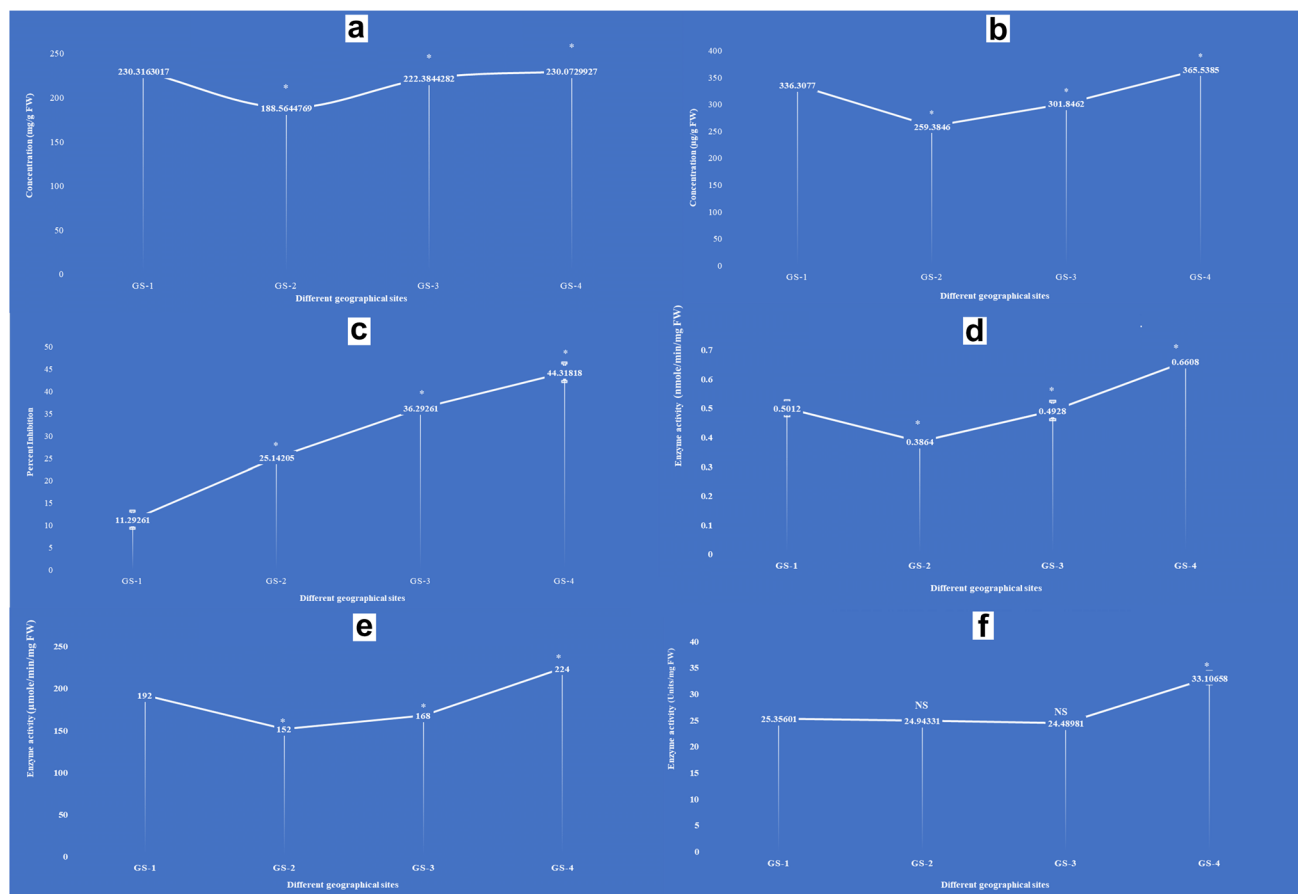 a
Concentration (mg/g FW)
250
200
150
100
50
0
230.3163017
*
188.5644769
*
222.3844282
*
230.0729927
GS-1
GS-2
GS-3
GS-4
Different geographical sites
b
Concentration (µg/g FW)
400
350
300
250
200
150
100
50
0
336.3077
*
259.3846
*
301.8462
*
365.5385
GS-1
GS-2
GS-3
GS-4
Different geographical sites
c
Percent Inhibition
50
45
40
35
30
25
20
15
10
5
0
11.29261
*
25.14205
*
36.29261
*
44.31818
GS-1
GS-2
GS-3
GS-4
Different geographical sites
d
Enzyme activity (nmole/min/mg FW)
0.7
0.6
0.5
0.4
0.3
0.2
0.1
0
0.5012
*
0.3864
*
0.4928
*
0.6608
GS-1
GS-2
GS-3
GS-4
Different geographical sites
e
Enzyme activity (µmole/min/mg FW)
250
200
150
100
50
0
192
*
152
*
168
*
224
GS-1
GS-2
GS-3
GS-4
Different geographical sites
f
Enzyme activity (Units/mg FW)
40
35
30
25
20
15
10
5
0
25.35601
NS
24.94331
NS
24.48981
*
33.10658
GS-1
GS-2
GS-3
GS-4
Different geographical sites